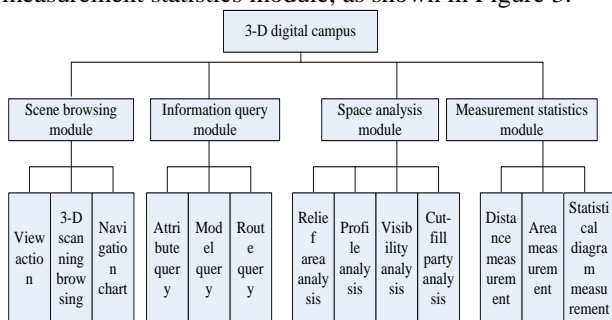 measurement statistics module, as shown in Figure 3.
3-D digital campus
Scene browsing
module
Information query
module
Space analysis
module
Measurement statistics
module
View
actio
n
3-D
sca
nning
brow
sing
Navi
gatio
n
chart
Attri
bute
quer
y
Mod
el
quer
y
Rout
e
quer
y
Relie
f
area
analy
sis
Profi
le
analy
sis
Visib
ility
analy
sis
Cut-
fill
party
analy
sis
Dista
nce
meas
urem
ent
Area
meas
urem
ent
Statisti
cal
diagra
m
measu
rement